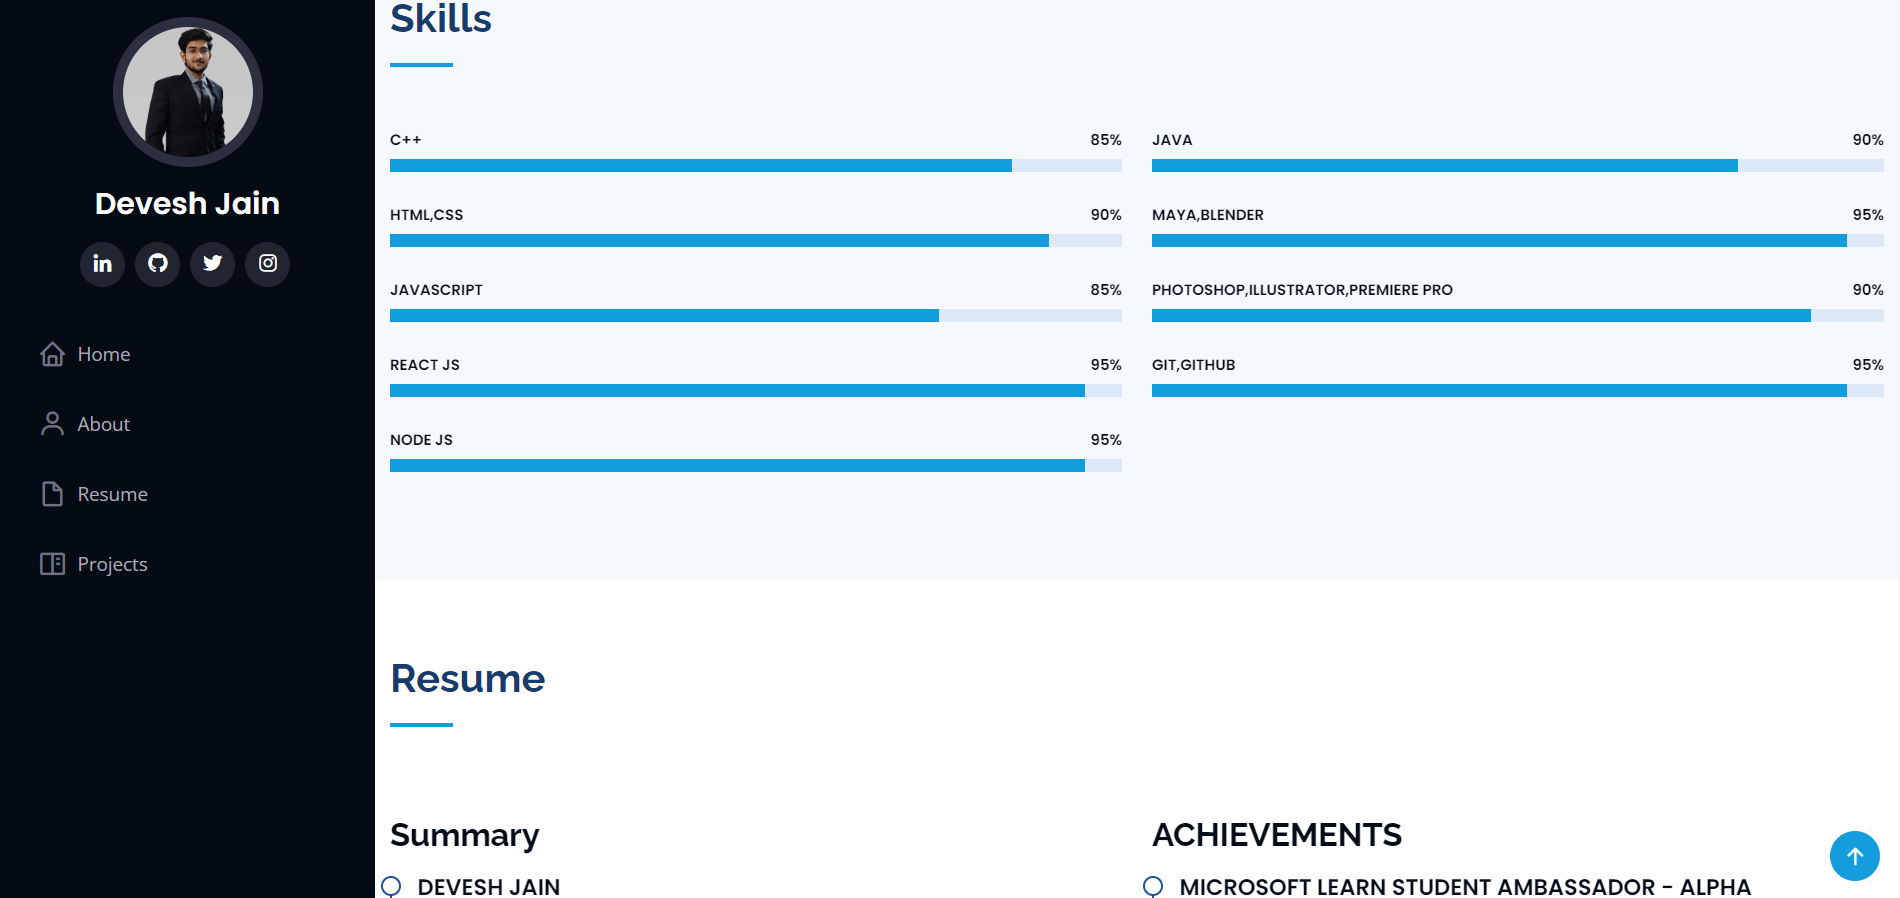 Devesh Jain
Home
About
Resume
Projects
Skills
C++ 85%
HTML,CSS 90%
JAVASCRIPT 85%
REACT JS 95%
NODE JS 95%
JAVA 90%
MAYA,BLENDER 95%
PHOTOSHOP,ILLUSTRATOR,PREMIERE PRO 90%
GIT,GITHUB 95%
Resume
Summary
DEVESH JAIN
ACHIEVEMENTS
MICROSOFT LEARN STUDENT AMBASSADOR - ALPHA